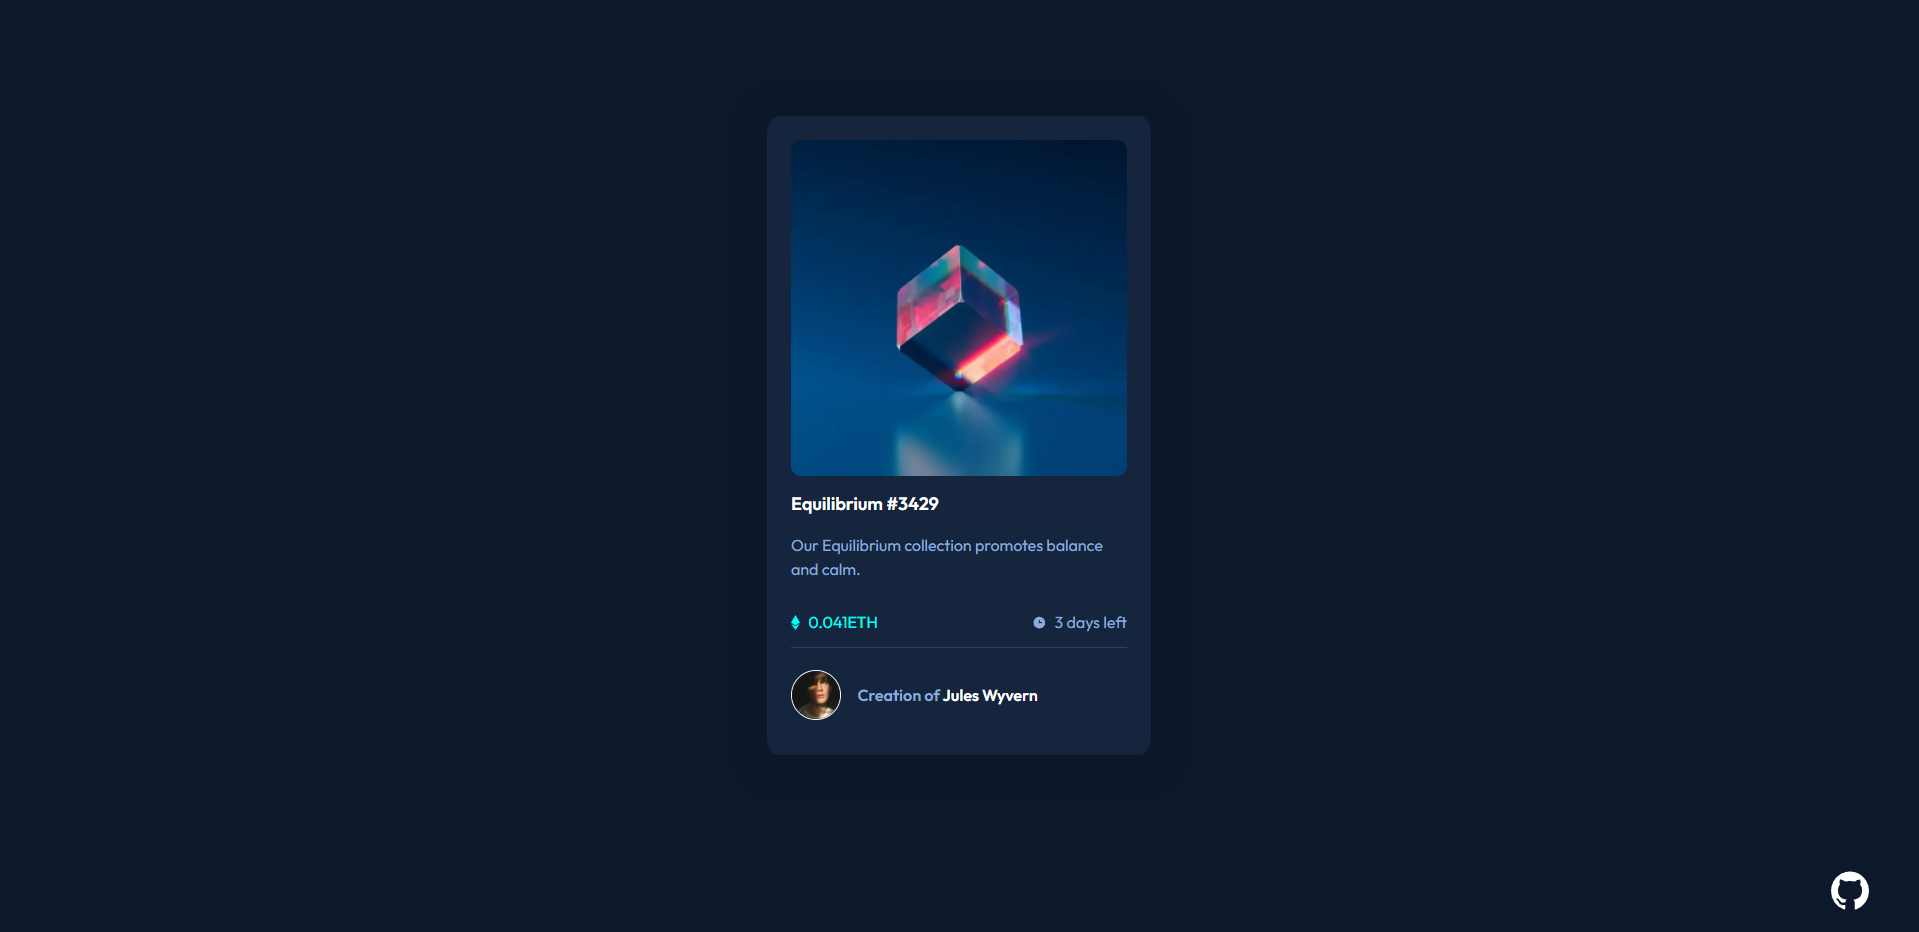 Equilibrium #3429
Our Equilibrium collection promotes balance
and calm.
0.041ETH
3 days left
Creation of Jules Wyvern